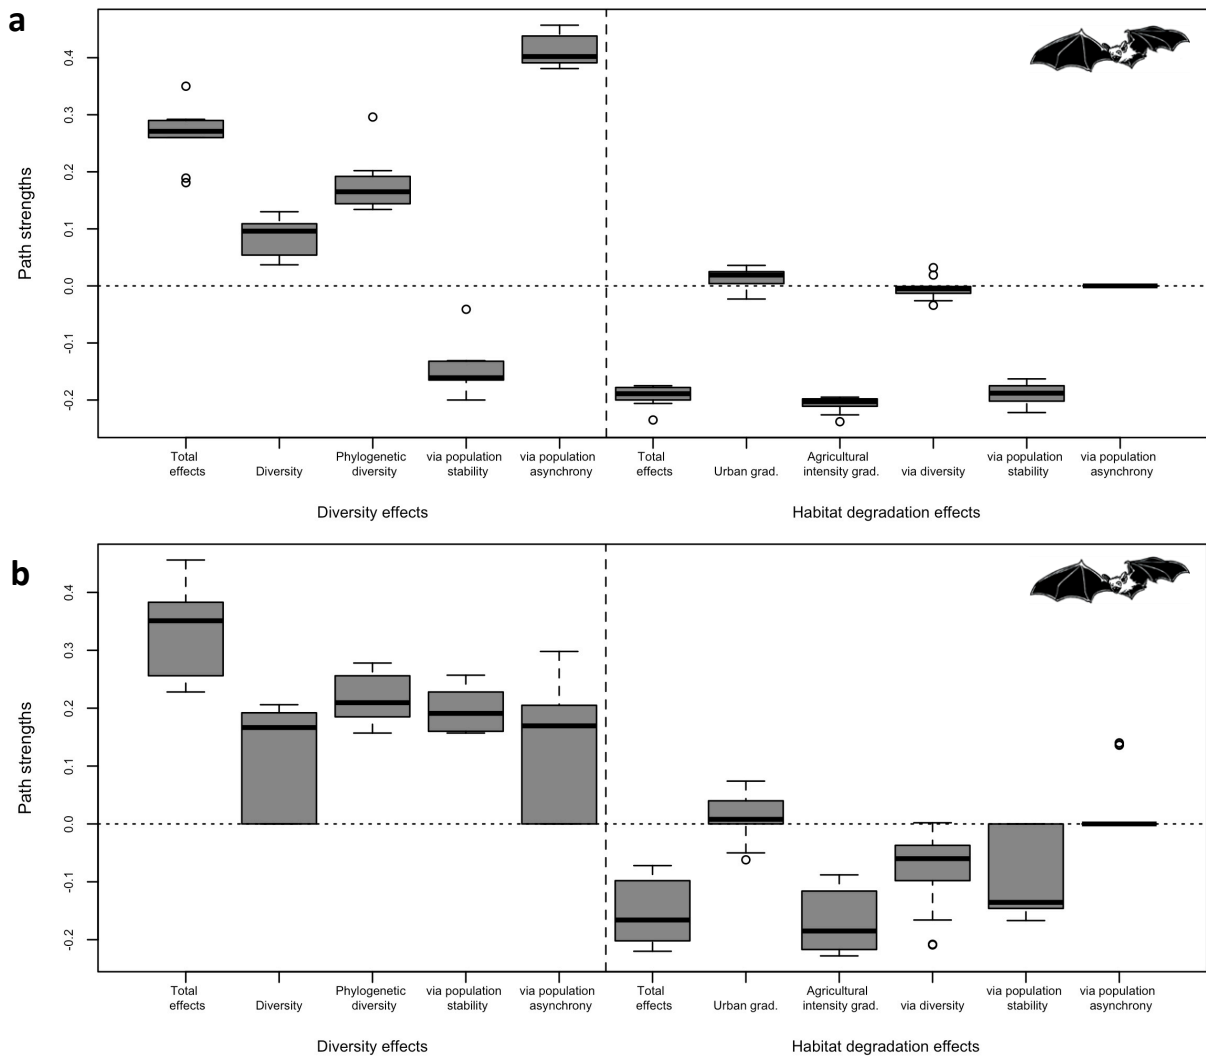 a
Path strengths
0.4
0.3
0.2
0.1
0.0
-0.1
-0.2
Total effects
Diversity
Phylogenetic diversity
via population stability
via population asynchrony
Total effects
Urban grad.
Agricultural intensity grad.
via diversity
via population stability
via population asynchrony
Diversity effects
Habitat degradation effects
b
Path strengths
0.4
0.3
0.2
0.1
0.0
-0.1
-0.2
Total effects
Diversity
Phylogenetic diversity
via population stability
via population asynchrony
Total effects
Urban grad.
Agricultural intensity grad.
via diversity
via population stability
via population asynchrony
Diversity effects
Habitat degradation effects